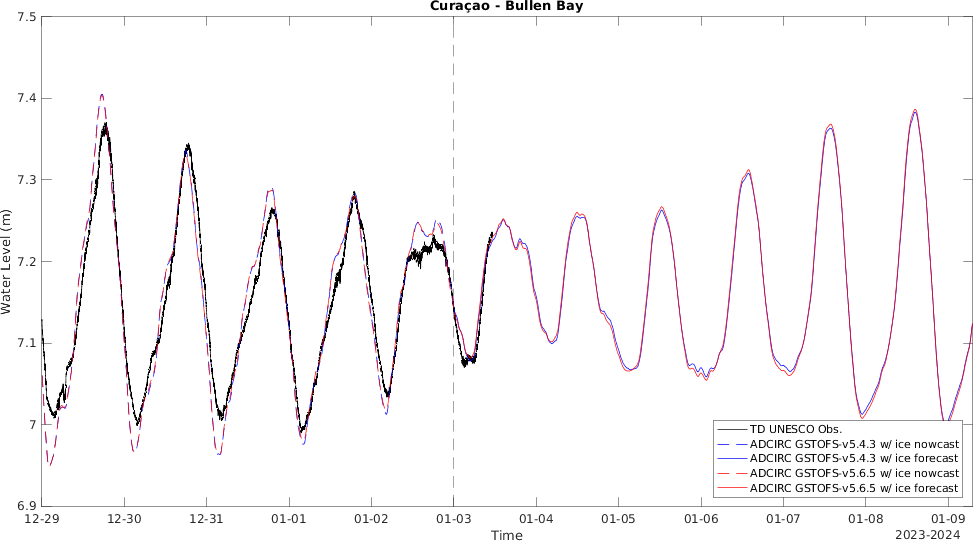 Curaçao - Bullen Bay
7.5
7.4
7.3
7.2
7.1
7
6.9
Water Level (m)
12-29 12-30 12-31 01-01 01-02 01-03 01-04 01-05 01-06 01-07 01-08 01-09
2023-2024
Time
TD UNESCO Obs.
ADCIRC GSTOFS-v5.4.3 w/ ice nowcast
ADCIRC GSTOFS-v5.4.3 w/ ice forecast
ADCIRC GSTOFS-v5.6.5 w/ ice nowcast
ADCIRC GSTOFS-v5.6.5 w/ ice forecast